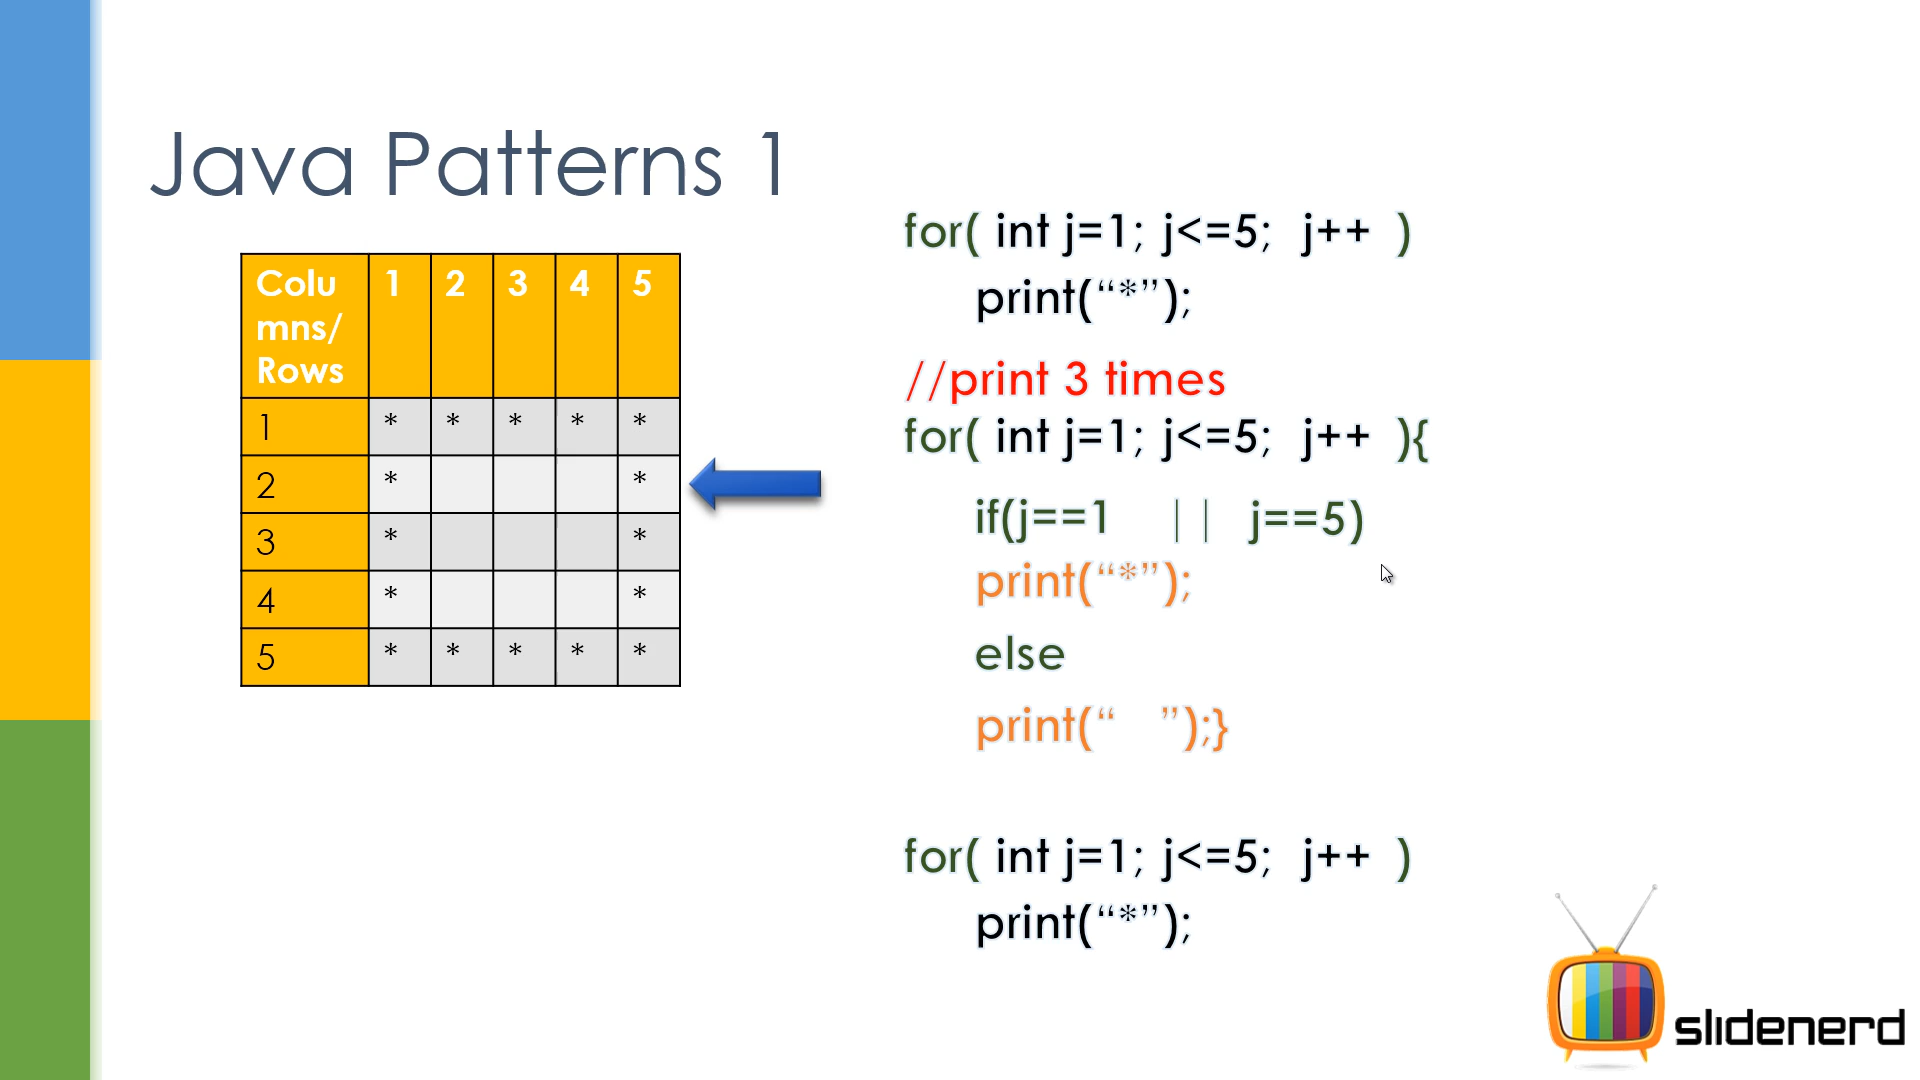 Java Patterns 1
Colu
mns/
Rows 1 2 3 4 5
1 * * * * *
2 * *
3 * *
4 * *
5 * * * * *
for( int j=1; j<=5; j++ )
print(“*”);
//print 3 times
for( int j=1; j<=5; j++ ){
if(j==1 || j==5)
print(“*”);
else
print(“ ”);}
for( int j=1; j<=5; j++ )
print(“*”);
slidenerd